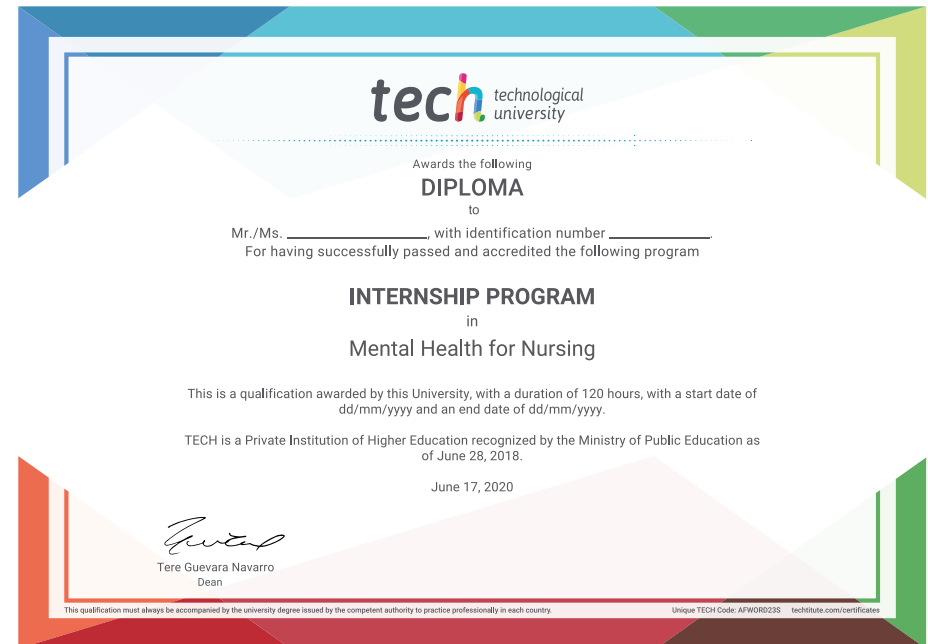 tech technological
university
Awards the following
DIPLOMA
to
Mr./Ms. ____________________, with identification number ______________.
For having successfully passed and accredited the following program
INTERNSHIP PROGRAM
in
Mental Health for Nursing
This is a qualification awarded by this University, with a duration of 120 hours, with a start date of
dd/mm/yyyy and an end date of dd/mm/yyyy.
TECH is a Private Institution of Higher Education recognized by the Ministry of Public Education as
of June 28, 2018.
June 17, 2020
Tere Guevara Navarro
Dean
This qualification must always be accompanied by the university degree issued by the competent authority to practice professionally in each country.
Unique TECH Code: AFWORD23S techtitute.com/certificates